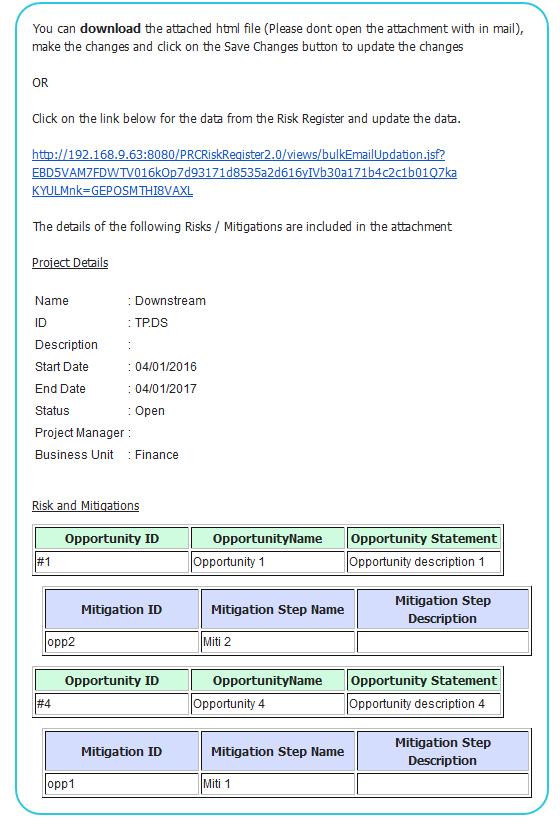 You can download the attached html file (Please dont open the attachment with in mail),
make the changes and click on the Save Changes button to update the changes
OR
Click on the link below for the data from the Risk Register and update the data.
http://192.168.9.63:8080/PRCRiskRegister2.0/views/bulkEmailUpdation.jsf?
EBD5VAM7FDWTV016kOp7d93171d8535a2d616yIVb30a171b4c2c1b01Q7ka
KYULMnk=GEPOSMTHI8VAXL
The details of the following Risks / Mitigations are included in the attachment
Project Details
Name : Downstream
ID : TP.DS
Description :
Start Date : 04/01/2016
End Date : 04/01/2017
Status : Open
Project Manager :
Business Unit : Finance
Risk and Mitigations
Opportunity ID OpportunityName Opportunity Statement
#1 Opportunity 1 Opportunity description 1
Mitigation ID Mitigation Step Name Mitigation Step Description
opp2 Miti 2
Opportunity ID OpportunityName Opportunity Statement
#4 Opportunity 4 Opportunity description 4
Mitigation ID Mitigation Step Name Mitigation Step Description
opp1 Miti 1